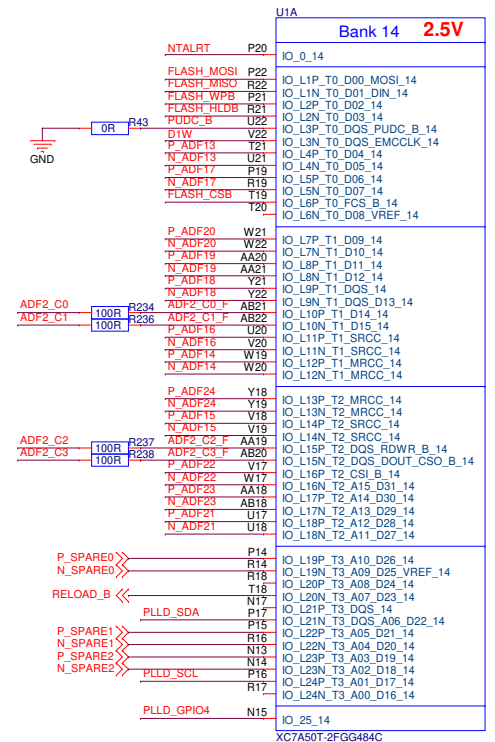 U1A
Bank 14 2.5V
NTALRT P20 IO_0_14
FLASH_MOSI P22 IO_L1P_T0_D00_MOSI_14
FLASH_MISO R22 IO_L1N_T0_D01_DIN_14
FLASH_WPB P21 IO_L2P_T0_D02_14
FLASH_HLDB R21 IO_L2N_T0_D03_14
GND 0R R43 PUDC_B U22 IO_L3P_T0_DQS_PUDC_B_14
D1W V22 IO_L3N_T0_DQS_EMCCLK_14
P_ADF13 T21 IO_L4P_T0_D04_14
N_ADF13 U21 IO_L4N_T0_D05_14
P_ADF17 P19 IO_L5P_T0_D06_14
N_ADF17 R19 IO_L5N_T0_D07_14
FLASH_CSB T19 IO_L6P_T0_FCS_B_14
T20 IO_L6N_T0_D08_VREF_14
P_ADF20 W21 IO_L7P_T1_D09_14
N_ADF20 W22 IO_L7N_T1_D10_14
P_ADF19 AA20 IO_L8P_T1_D11_14
N_ADF19 AA21 IO_L8N_T1_D12_14
P_ADF18 Y21 IO_L9P_T1_DQS_14
N_ADF18 Y22 IO_L9N_T1_DQS_D13_14
ADF2_C0 100R R234 ADF2_C0_F AB21 IO_L10P_T1_D14_14
ADF2_C1 100R R236 ADF2_C1_F AB22 IO_L10N_T1_D15_14
P_ADF16 U20 IO_L11P_T1_SRCC_14
N_ADF16 V20 IO_L11N_T1_SRCC_14
P_ADF14 W19 IO_L12P_T1_MRCC_14
N_ADF14 W20 IO_L12N_T1_MRCC_14
P_ADF24 Y18 IO_L13P_T2_MRCC_14
N_ADF24 Y19 IO_L13N_T2_MRCC_14
P_ADF15 V18 IO_L14P_T2_SRCC_14
N_ADF15 V19 IO_L14N_T2_SRCC_14
ADF2_C2 100R R237 ADF2_C2_F AA19 IO_L15P_T2_DQS_RDWR_B_14
ADF2_C3 100R R238 ADF2_C3_F AB20 IO_L15N_T2_DQS_DOUT_CSO_B_14
P_ADF22 V17 IO_L16P_T2_CSI_B_14
N_ADF22 W17 IO_L16N_T2_A15_D31_14
P_ADF23 AA18 IO_L17P_T2_A14_D30_14
N_ADF23 AB18 IO_L17N_T2_A13_D29_14
P_ADF21 U17 IO_L18P_T2_A12_D28_14
N_ADF21 U18 IO_L18N_T2_A11_D27_14
P_SPARE0 P14 IO_L19P_T3_A10_D26_14
N_SPARE0 R14 IO_L19N_T3_A09_D25_VREF_14
R18 IO_L20P_T3_A08_D24_14
RELOAD_B T18 IO_L20N_T3_A07_D23_14
N17 IO_L21P_T3_DQS_14
PLLD_SDA P17 IO_L21N_T3_DQS_A06_D22_14
P_SPARE1 P15 IO_L22P_T3_A05_D21_14
N_SPARE1 R16 IO_L22N_T3_A04_D20_14
P_SPARE2 N13 IO_L23P_T3_A03_D19_14
N_SPARE2 N14 IO_L23N_T3_A02_D18_14
PLLD_SCL P16 IO_L24P_T3_A01_D17_14
R17 IO_L24N_T3_A00_D16_14
PLLD_GPIO4 N15 IO_25_14
XC7A50T-2FGG484C